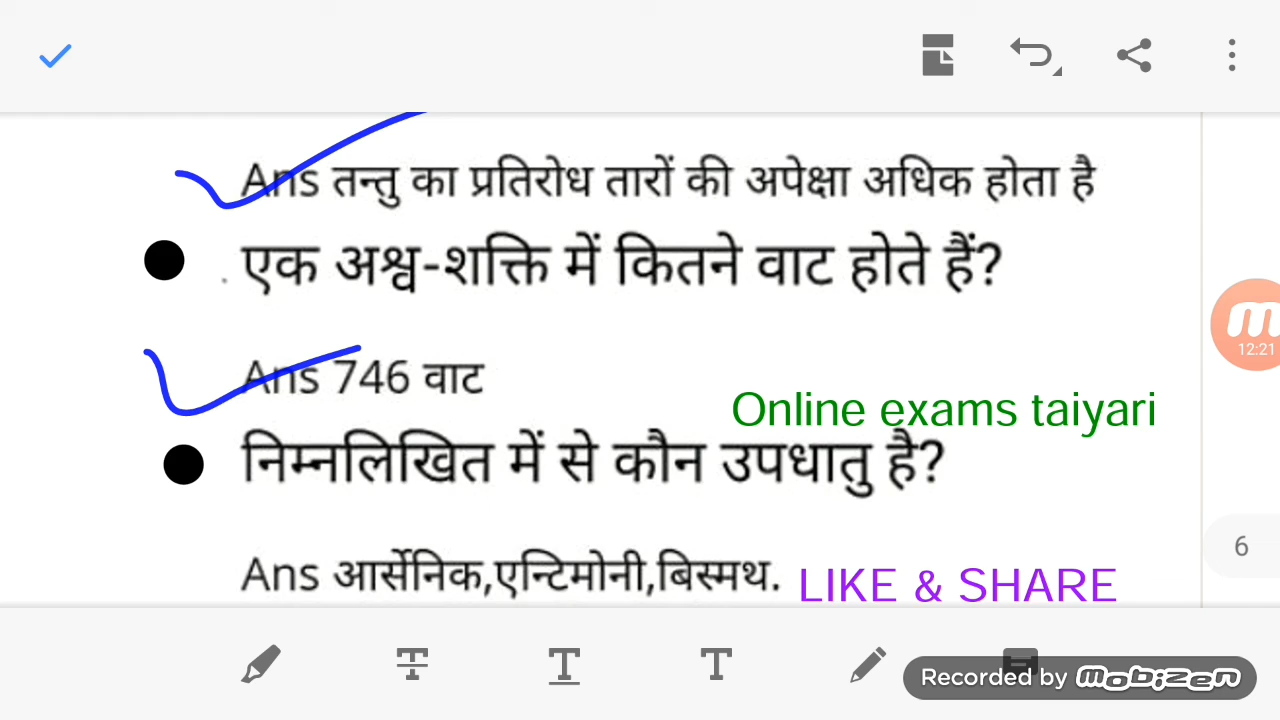 Ans तन्तु का प्रतिरोध तारों की अपेक्षा अधिक होता है
एक अश्व-शक्ति में कितने वाट होते हैं?
12:21
Ans 746 वाट
Online exams taiyari
निम्नलिखित में से कौन उपधातु है?
6
Ans आर्सेनिक,एन्टिमोनी,बिस्मथ.
LIKE & SHARE
Recorded by mobizen